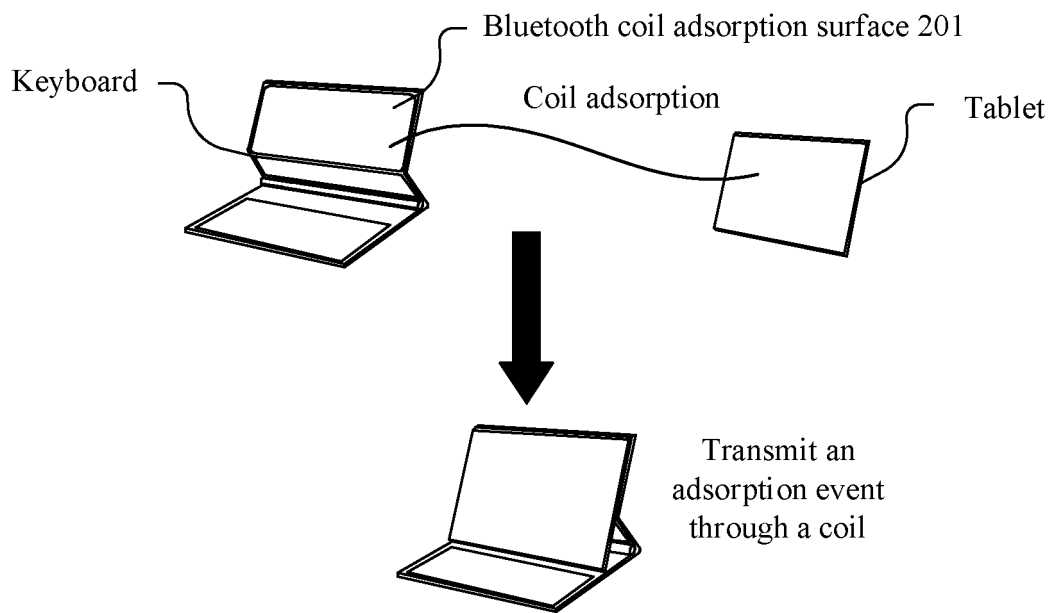 Bluetooth coil adsorption surface 201
Keyboard
Coil adsorption
Tablet
Transmit an
adsorption event
through a coil